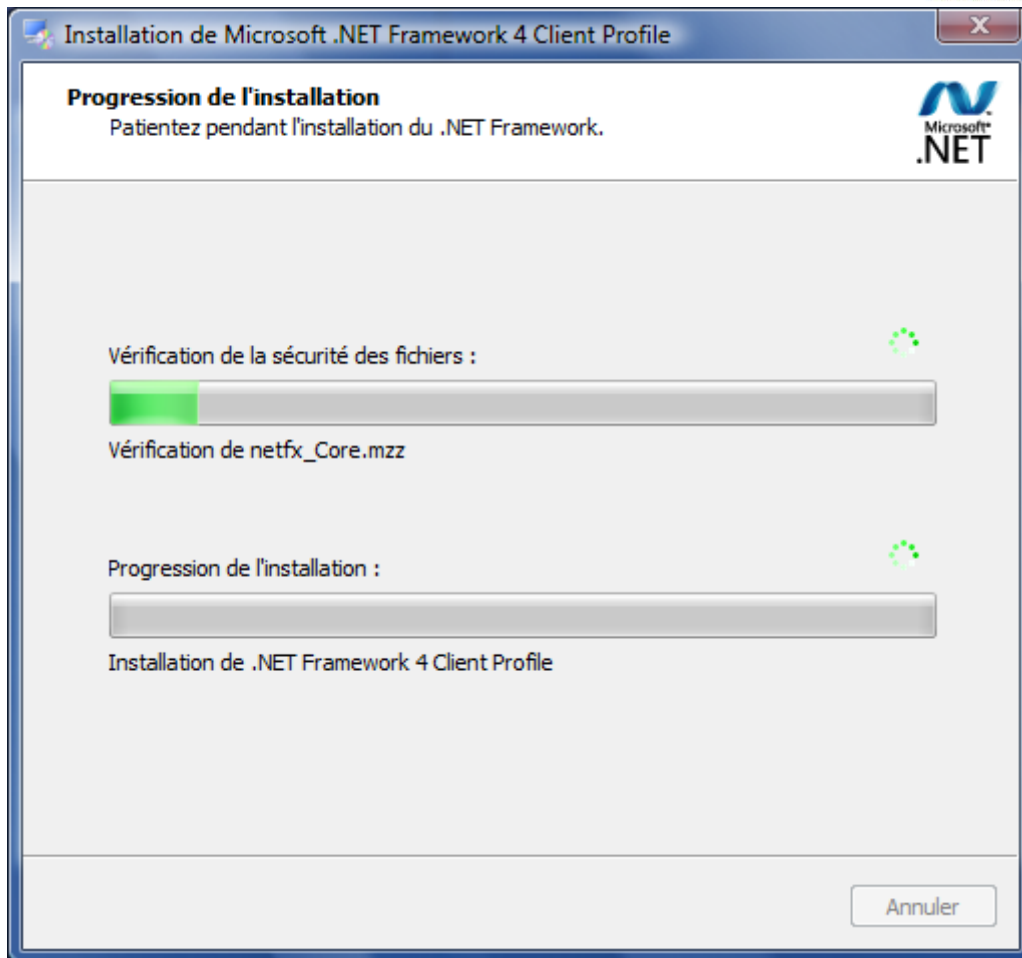 Installation de Microsoft .NET Framework 4 Client Profile
Progression de l'installation
Patientez pendant l'installation du .NET Framework.
Microsoft®
.NET
Vérification de la sécurité des fichiers :
Vérification de netfx_Core.mzz
Progression de l'installation :
Installation de .NET Framework 4 Client Profile
Annuler